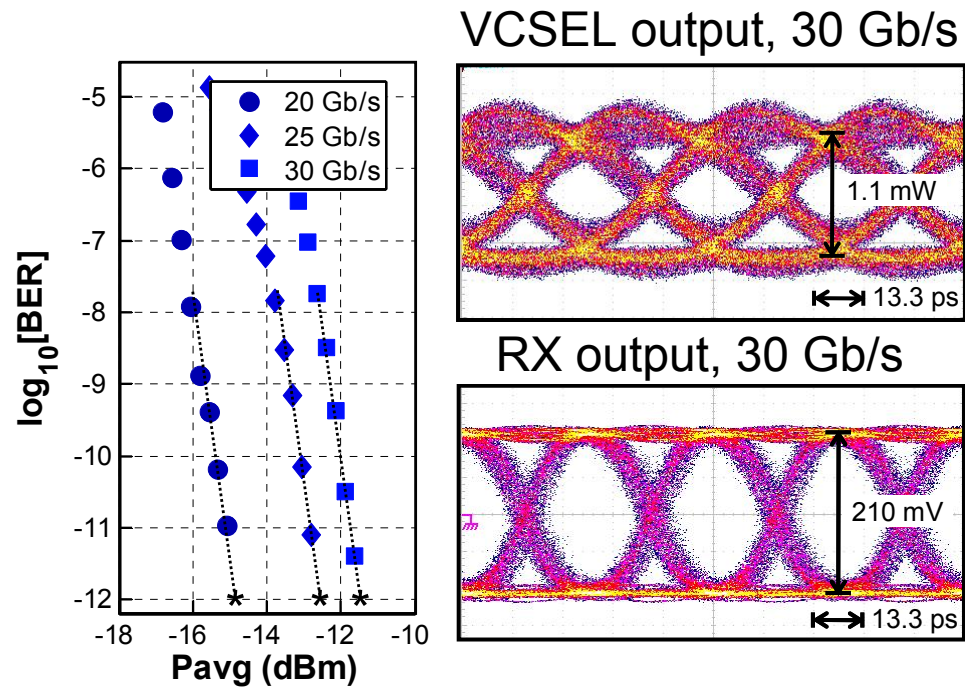 VCSEL output, 30 Gb/s
1.1 mW
13.3 ps
RX output, 30 Gb/s
210 mV
13.3 ps
20 Gb/s
25 Gb/s
30 Gb/s
log10[BER]
-5
-6
-7
-8
-9
-10
-11
-12
-18
-16
-14
-12
-10
Pavg (dBm)